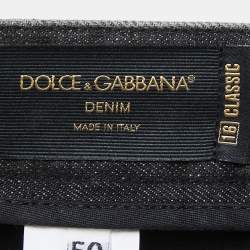 DOLCE & GABBANA®
DENIM
MADE IN ITALY
16 CLASSIC
50